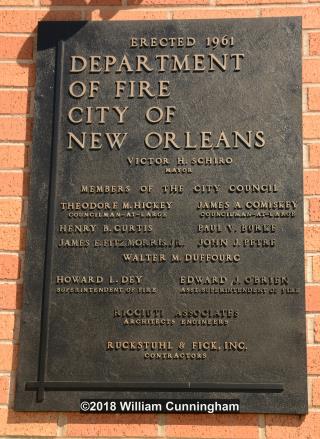 ERECTED 1961
DEPARTMENT
OF FIRE
CITY OF
NEW ORLEANS
VICTOR H. SCHIRO
MAYOR
MEMBERS OF THE CITY COUNCIL
THEODORE M. HICKEY JAMES A. COMISKEY
COUNCILMAN-AT-LARGE COUNCILMAN-AT-LARGE
HENRY B. CURTIS PAUL V. BURKE
JAMES E. FITZMORRIS, JR. JOHN J. PETRE
WALTER M. DUFFOURC
HOWARD L. DEY EDWARD J. O'BRIEN
SUPERINTENDENT OF FIRE ASST. SUPERINTENDENT OF FIRE
RICCIUTI ASSOCIATES
ARCHITECTS ENGINEERS
RUCKSTUHL & FICK, INC.
CONTRACTORS
©2018 William Cunningham